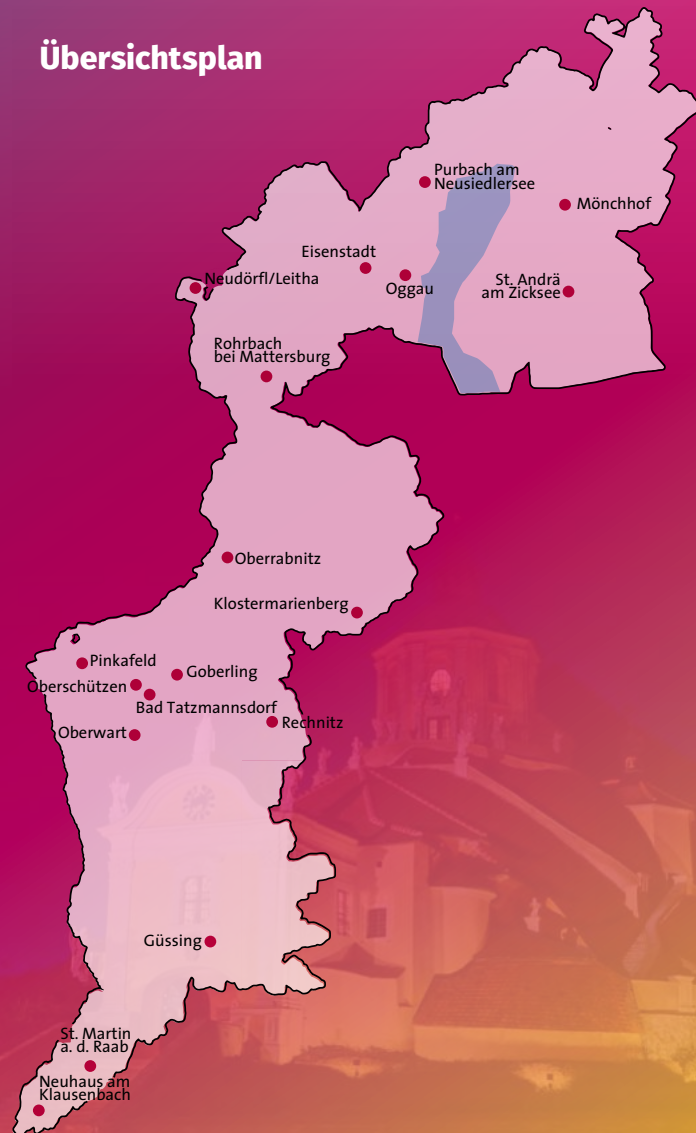 Übersichtsplan
Purbach am
Neusiedlersee
Mönchhof
Eisenstadt
Neudörfl/Leitha
Oggau
St. Andrä
am Zicksee
Rohrbach
bei Mattersburg
Oberrabnitz
Klostermarienberg
Pinkafeld
Goberling
Oberschützen
Bad Tatzmannsdorf
Rechnitz
Oberwart
Güssing
St. Martin
a. d. Raab
Neuhaus am
Klausenbach